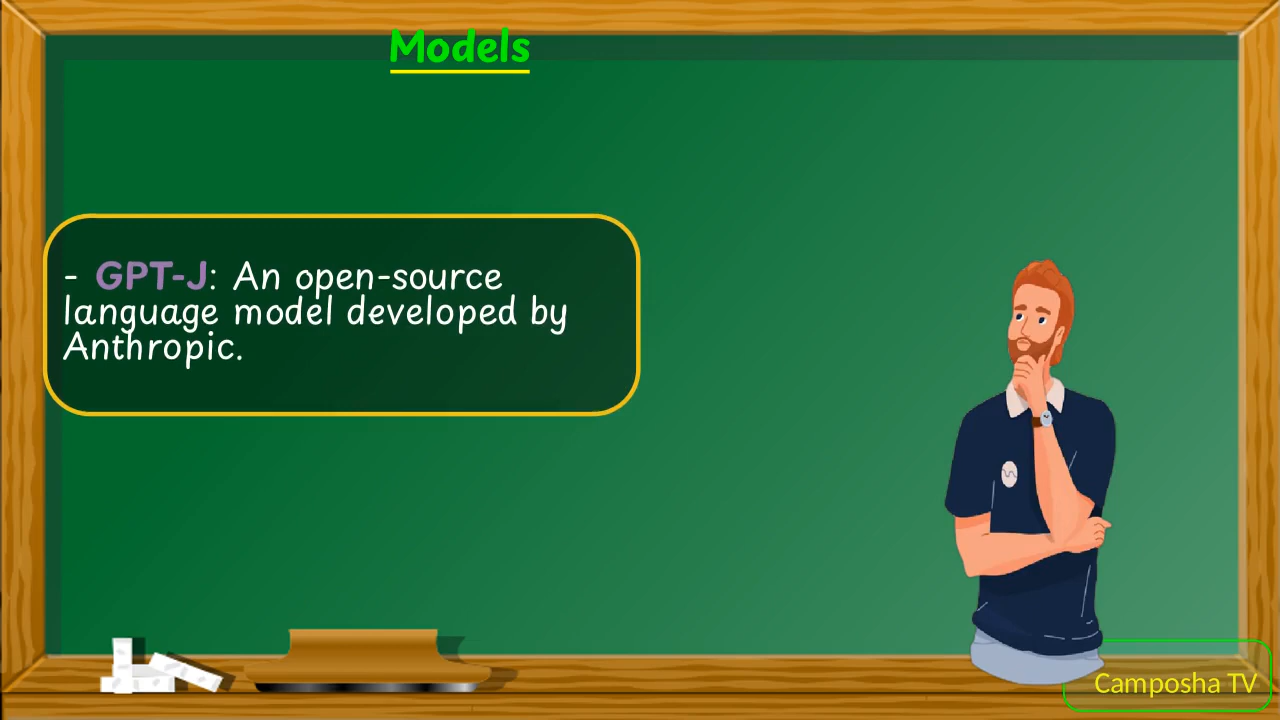 Models
- GPT-J: An open-source
language model developed by
Anthropic.
Camposha TV